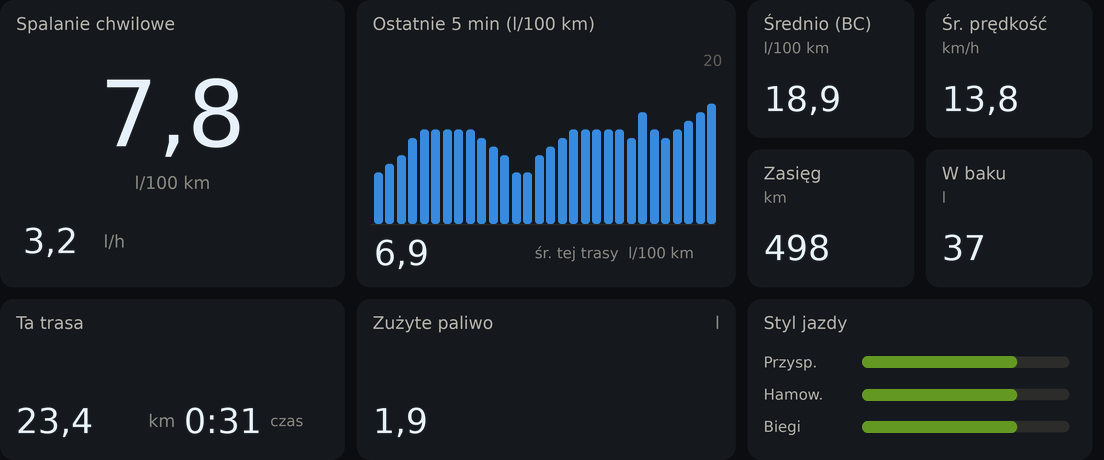 Spalanie chwilowe
7,8
l/100 km
3,2 l/h
Ostatnie 5 min (l/100 km)
20
6,9 śr. tej trasy l/100 km
Średnio (BC)
l/100 km
18,9
Śr. prędkość
km/h
13,8
Zasięg
km
498
W baku
l
37
Ta trasa
23,4 km 0:31 czas
Zużyte paliwo l
1,9
Styl jazdy
Przysp.
Hamow.
Biegi